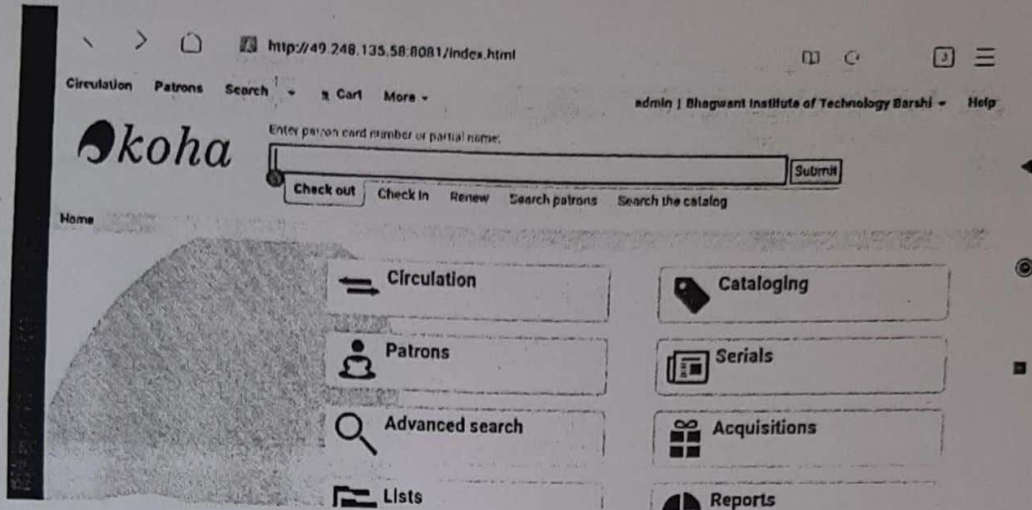 http://49.248.135.58:8081/index.html
3
Circulation Patrons Search Cart More
admin | Bhagwant Institute of Technology Barshi Help
koha
Enter patron card number or partial name:
Submit
Check out Check In Renew Search patrons Search the catalog
Home
Circulation
Cataloging
Patrons
Serials
Advanced search
Acquisitions
Lists
Reports